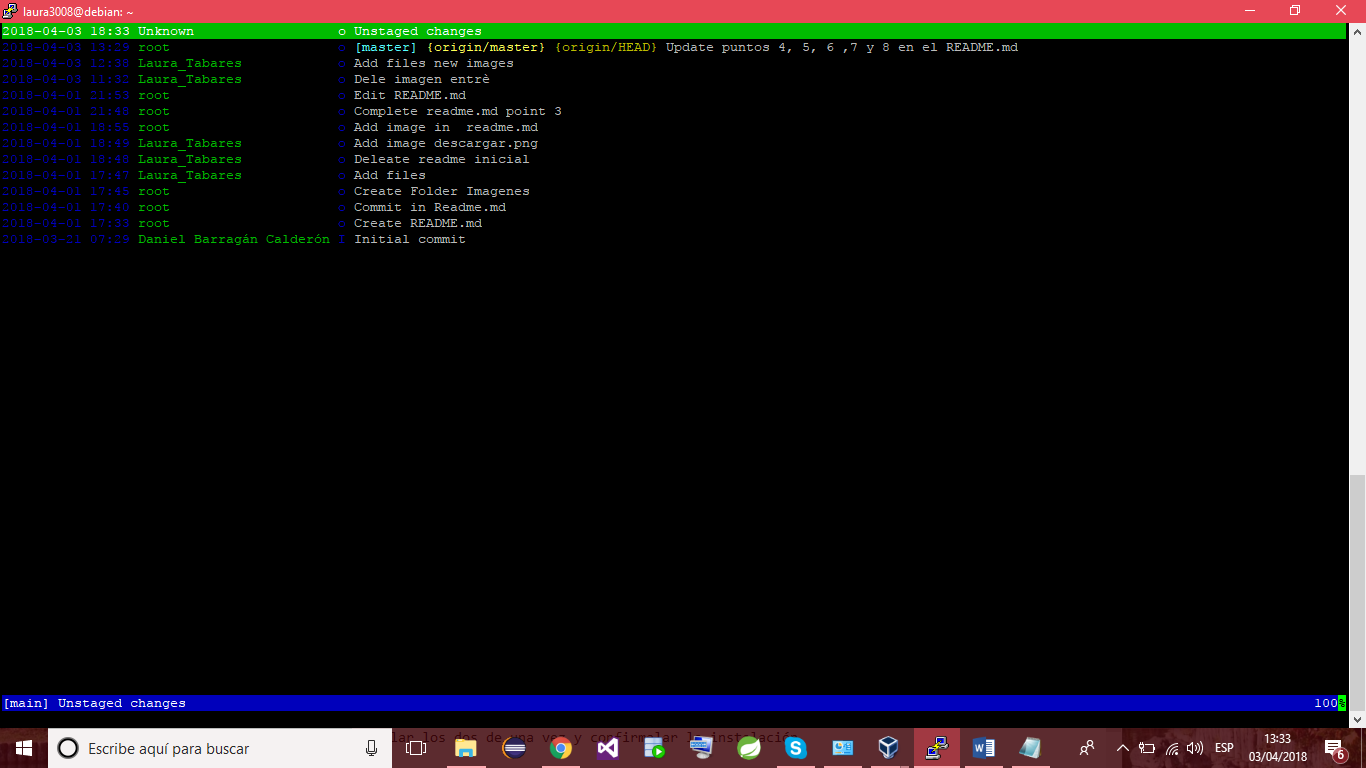 laura3008@debian: ~
2018-04-03 18:33 Unknown o Unstaged changes
2018-04-03 13:29 root o [master] {origin/master} {origin/HEAD} Update puntos 4, 5, 6 ,7 y 8 en el README.md
2018-04-03 12:38 Laura_Tabares o Add files new images
2018-04-03 11:32 Laura_Tabares o Dele imagen entrè
2018-04-01 21:53 root o Edit README.md
2018-04-01 21:48 root o Complete readme.md point 3
2018-04-01 18:55 root o Add image in  readme.md
2018-04-01 18:49 Laura_Tabares o Add image descargar.png
2018-04-01 18:48 Laura_Tabares o Deleate readme inicial
2018-04-01 17:47 Laura_Tabares o Add files
2018-04-01 17:45 root o Create Folder Imagenes
2018-04-01 17:40 root o Commit in Readme.md
2018-04-01 17:33 root o Create README.md
2018-03-21 07:29 Daniel Barragán Calderón I Initial commit
[main] Unstaged changes 100%
lar los dos de una vez y confirmalar la instalación
Escribe aquí para buscar
ESP
13:33
03/04/2018
6